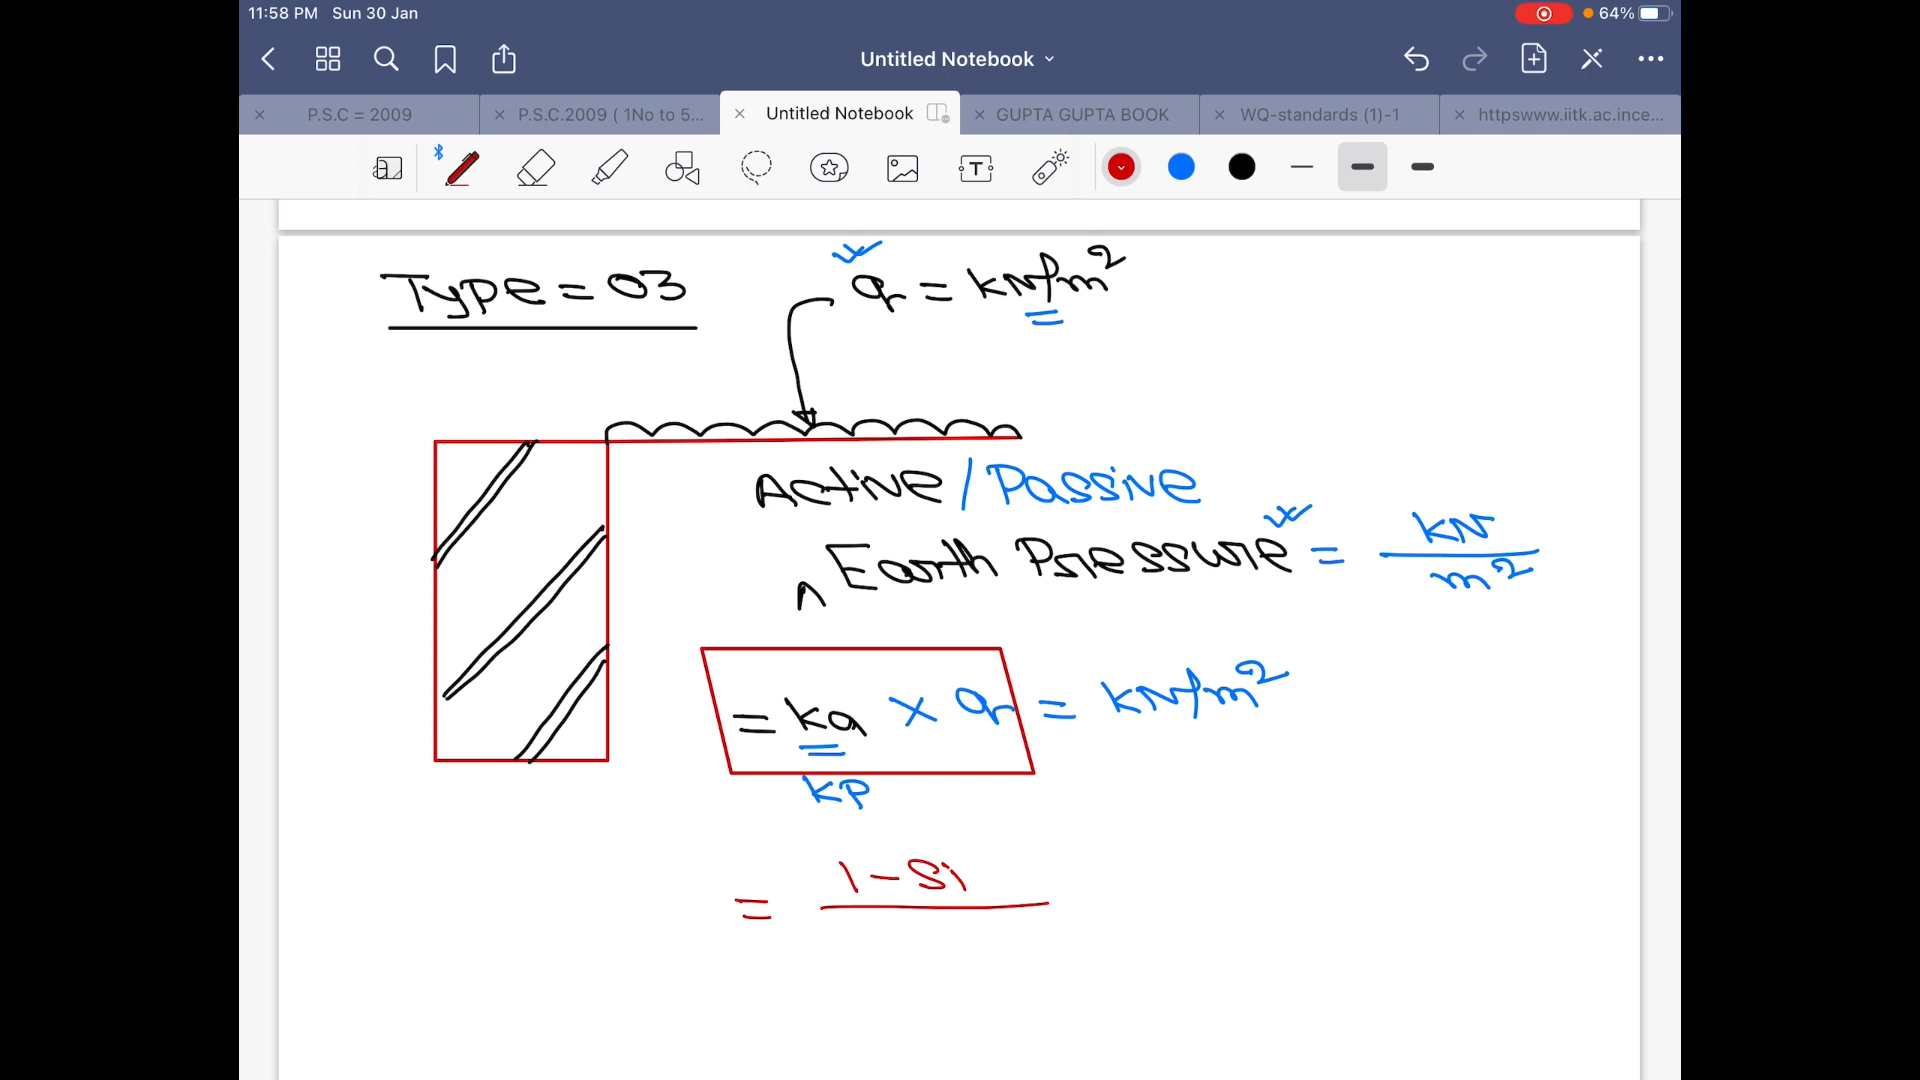 11:58 PM Sun 30 Jan 64%
Untitled Notebook
P.S.C = 2009 P.S.C.2009 ( 1No to 5... Untitled Notebook GUPTA GUPTA BOOK WQ-standards (1)-1 httpswww.iitk.ac.ince...
T
Type = 03 q = kN/m²
Active / Passive
Earth Pressure = kN/m²
= ka × q = kN/m²
kp
1 - Si
=